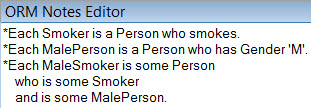 ORM Notes Editor
*Each Smoker is a Person who smokes.
*Each MalePerson is a Person who has Gender 'M'.
*Each MaleSmoker is some Person
who is some Smoker
and is some MalePerson.